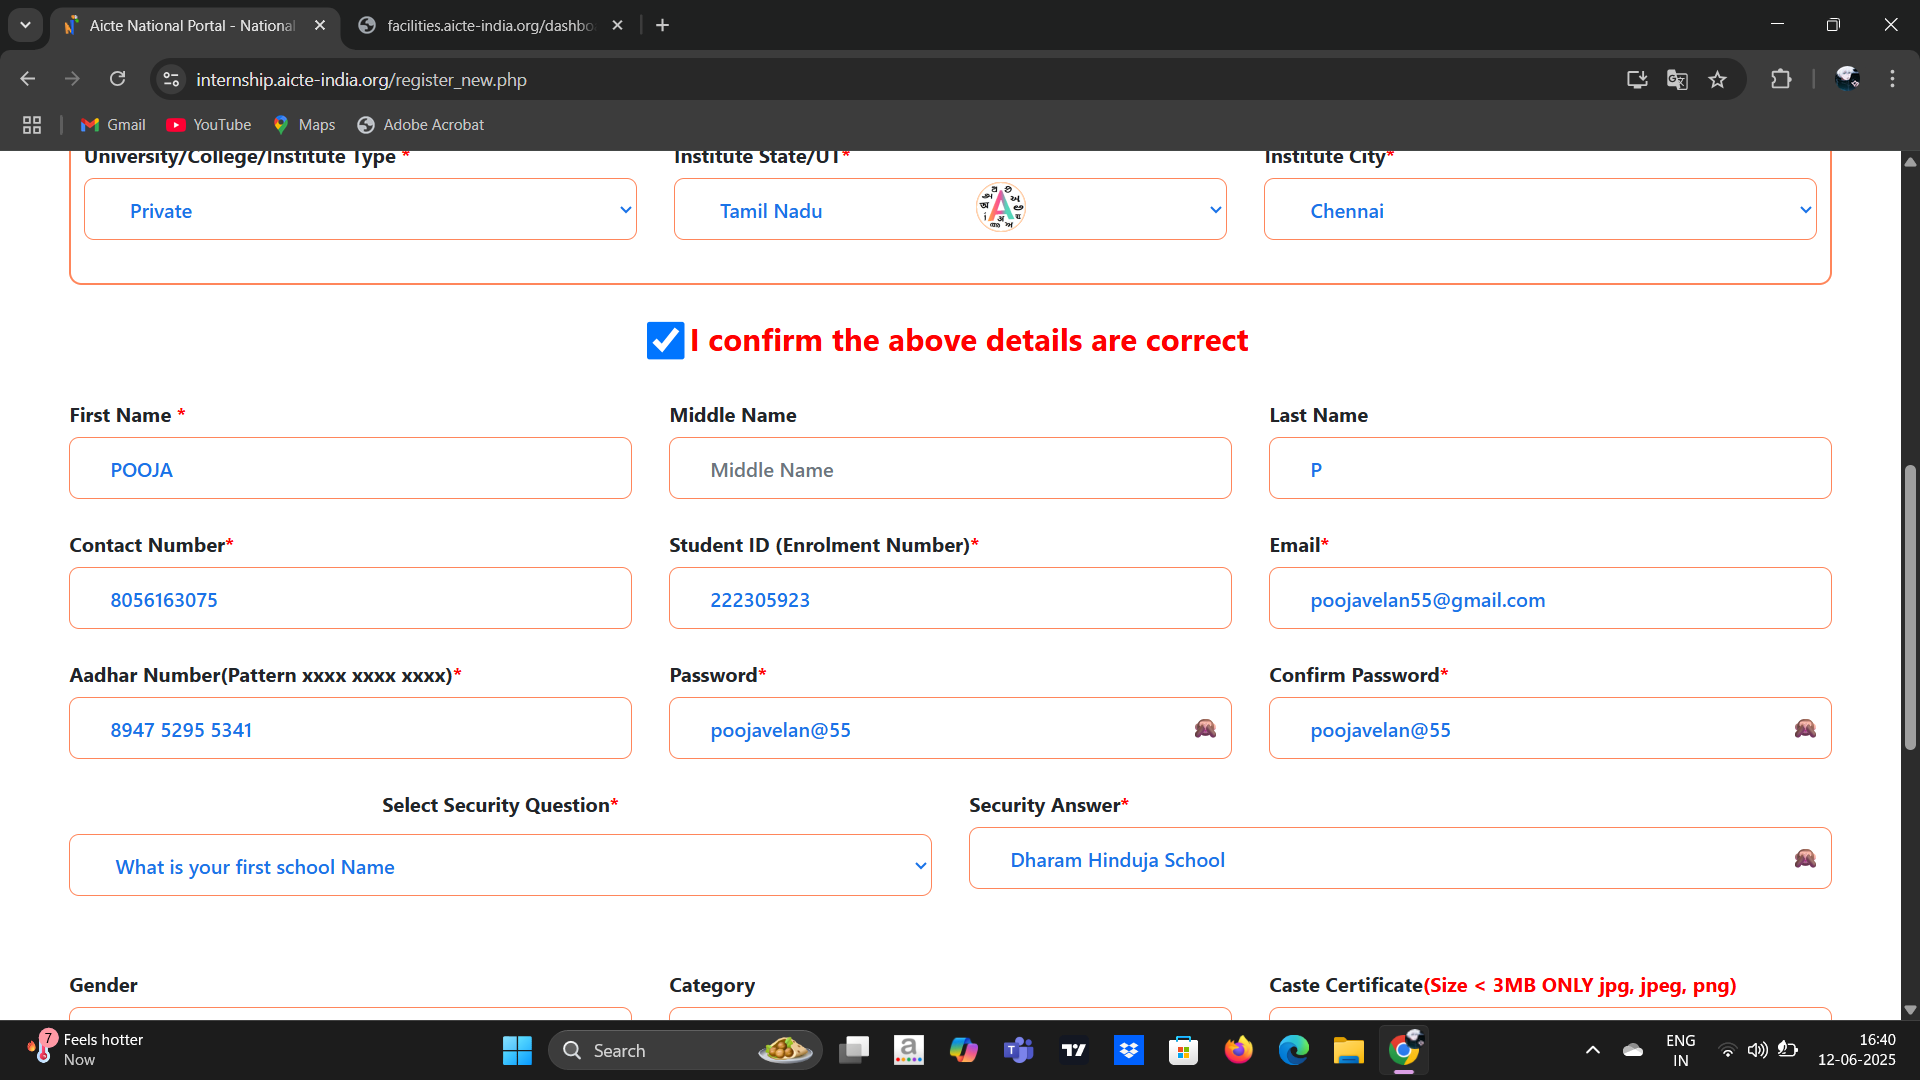 Aicte National Portal - National
facilities.aicte-india.org/dashbo
internship.aicte-india.org/register_new.php
Gmail
YouTube
Maps
Adobe Acrobat
University/College/Institute Type *
Institute State/UT*
Institute City*
Private
Tamil Nadu
Chennai
I confirm the above details are correct
First Name *
Middle Name
Last Name
POOJA
Middle Name
P
Contact Number*
Student ID (Enrolment Number)*
Email*
8056163075
222305923
poojavelan55@gmail.com
Aadhar Number(Pattern xxxx xxxx xxxx)*
Password*
Confirm Password*
8947 5295 5341
poojavelan@55
poojavelan@55
Select Security Question*
Security Answer*
What is your first school Name
Dharam Hinduja School
Gender
Category
Caste Certificate(Size < 3MB ONLY jpg, jpeg, png)
7
Feels hotter
Now
Search
ENG
IN
16:40
12-06-2025